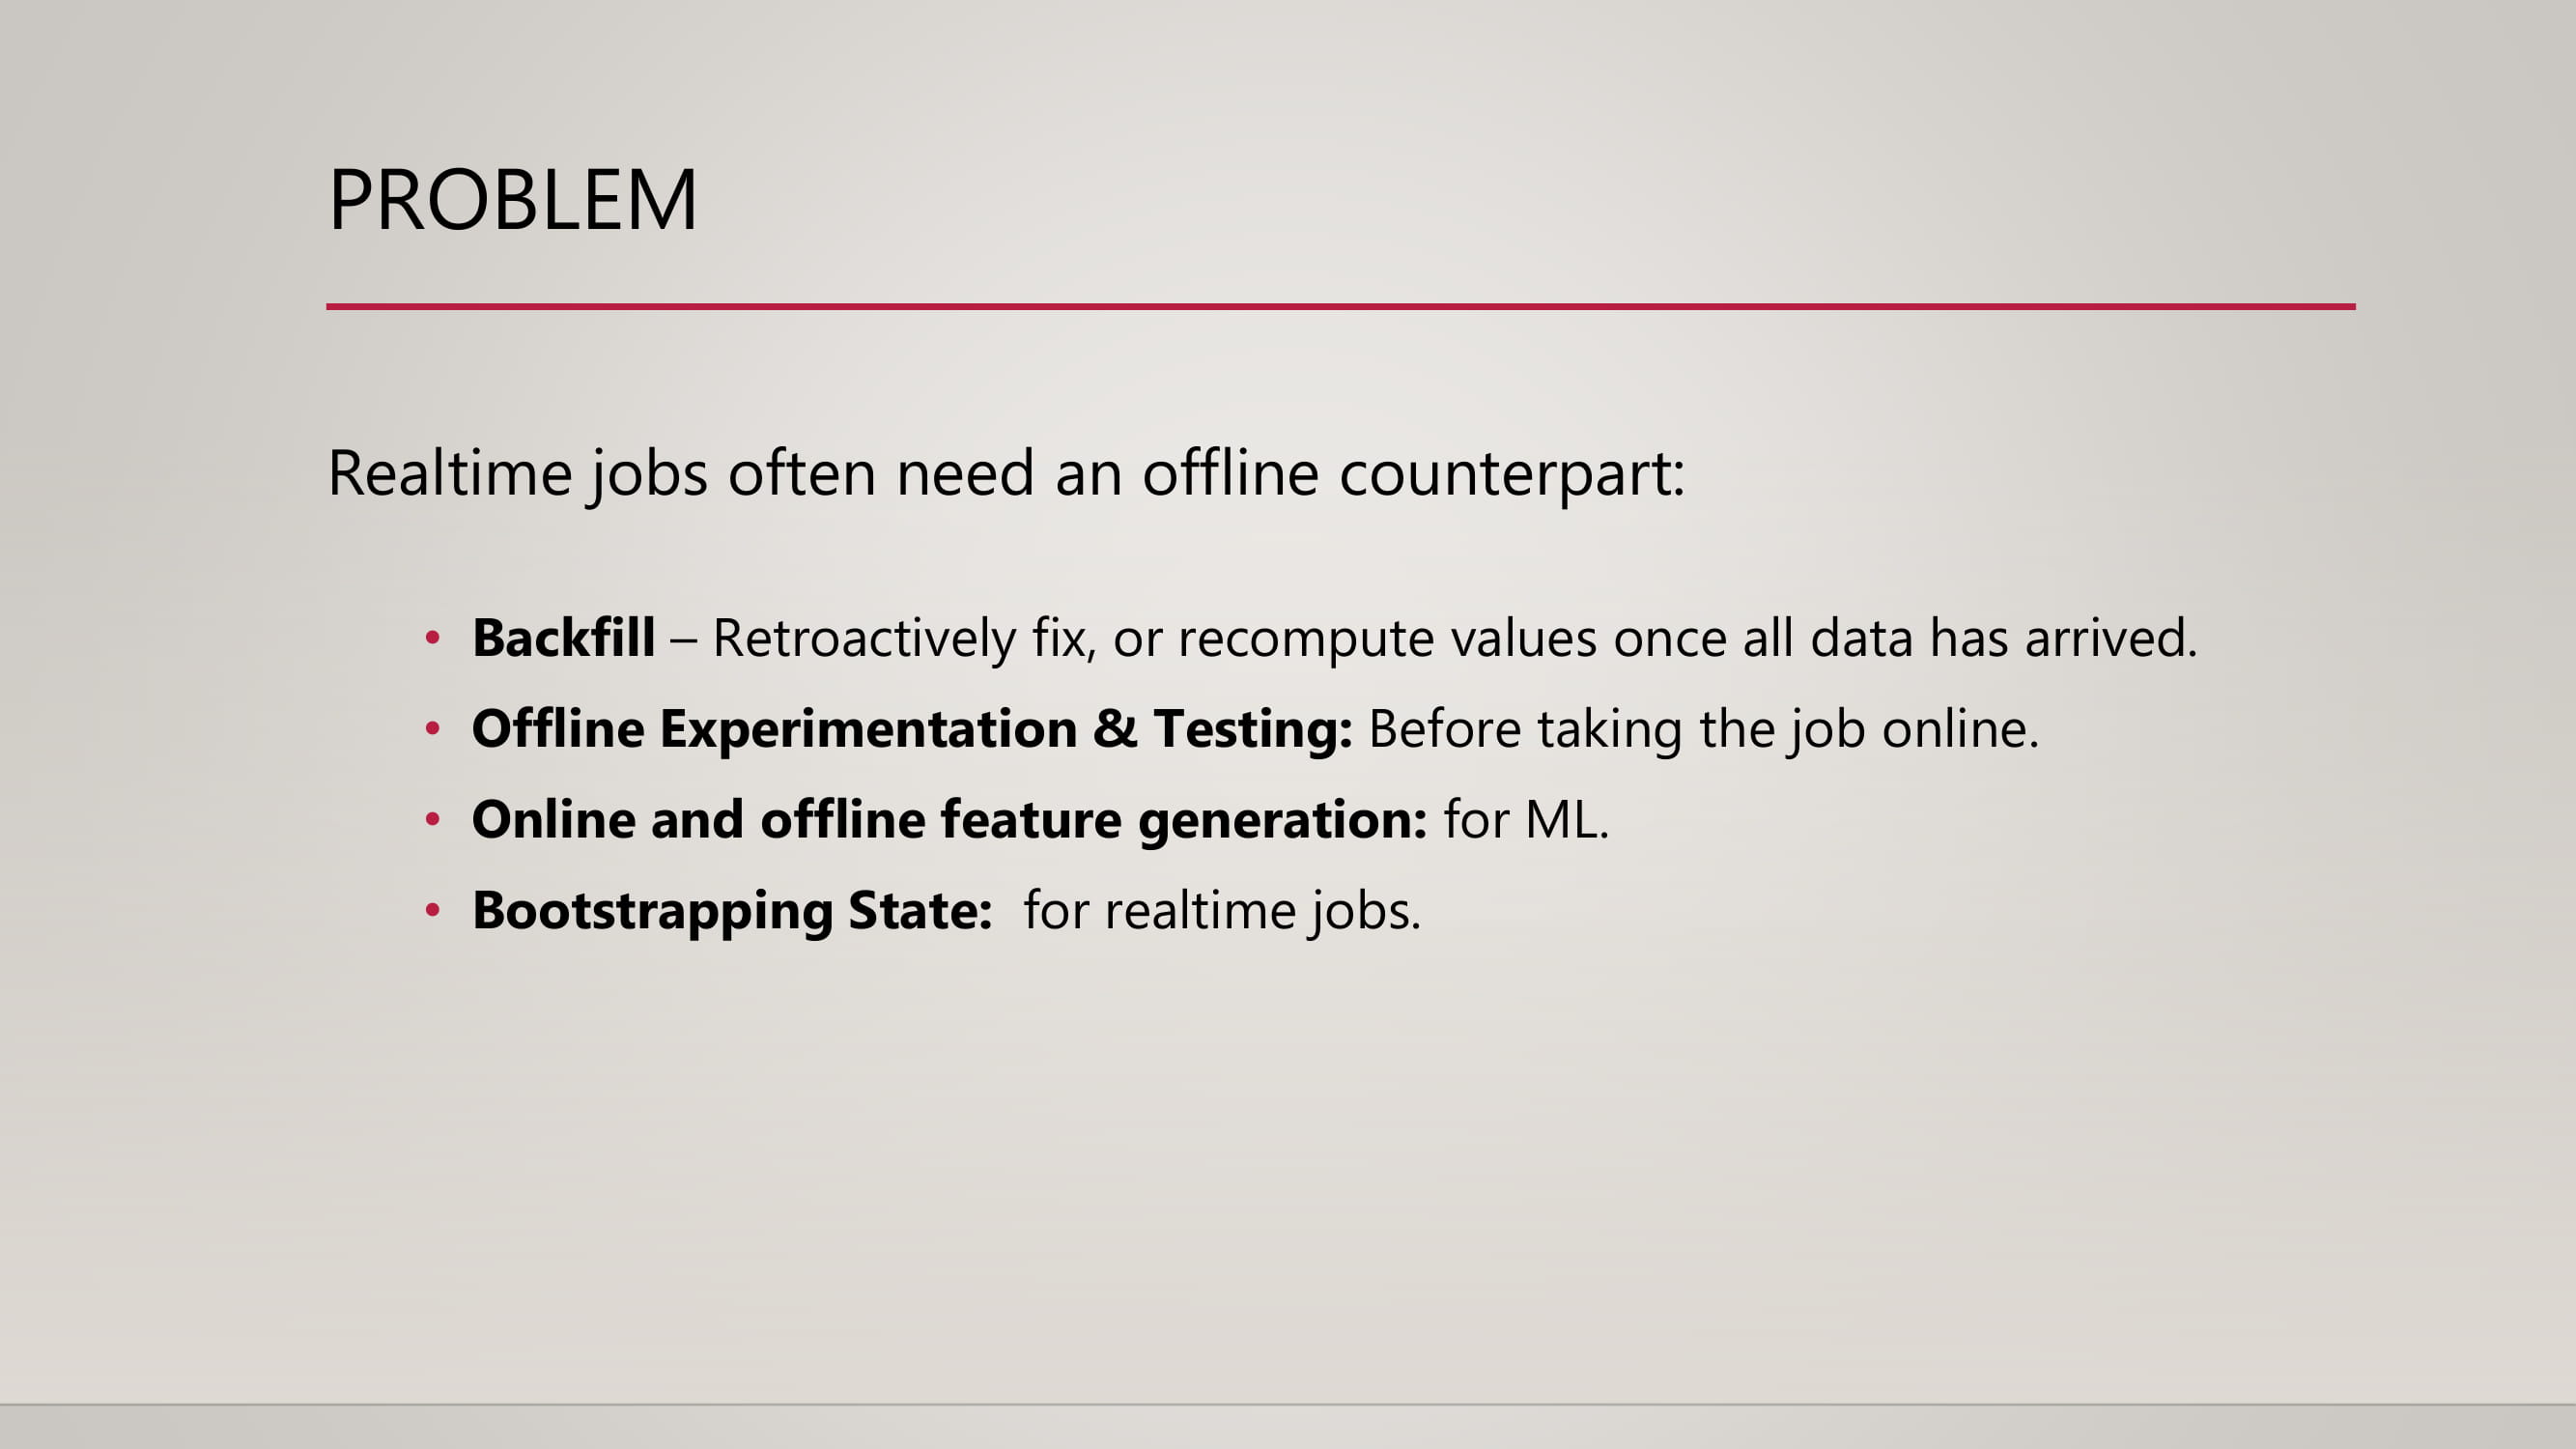 PROBLEM
Realtime jobs often need an offline counterpart:
• Backfill – Retroactively fix, or recompute values once all data has arrived.
• Offline Experimentation & Testing: Before taking the job online.
• Online and offline feature generation: for ML.
• Bootstrapping State:  for realtime jobs.